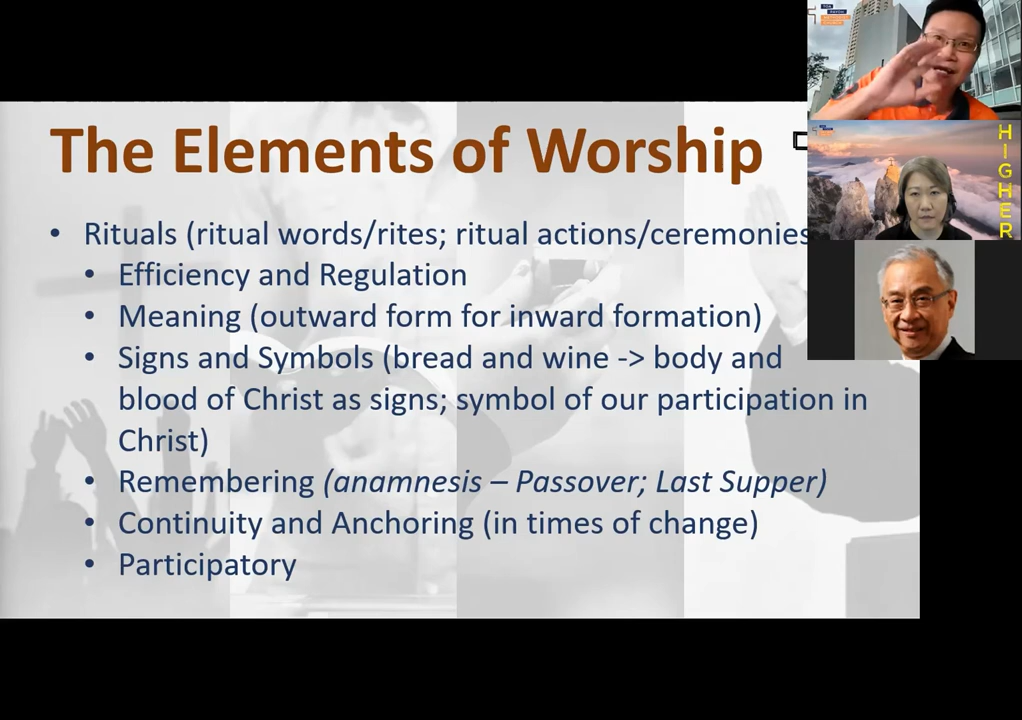 The Elements of Worship
• Rituals (ritual words/rites; ritual actions/ceremonies
• Efficiency and Regulation
• Meaning (outward form for inward formation)
• Signs and Symbols (bread and wine -> body and
blood of Christ as signs; symbol of our participation in
Christ)
• Remembering (anamnesis – Passover; Last Supper)
• Continuity and Anchoring (in times of change)
• Participatory
HIGHER